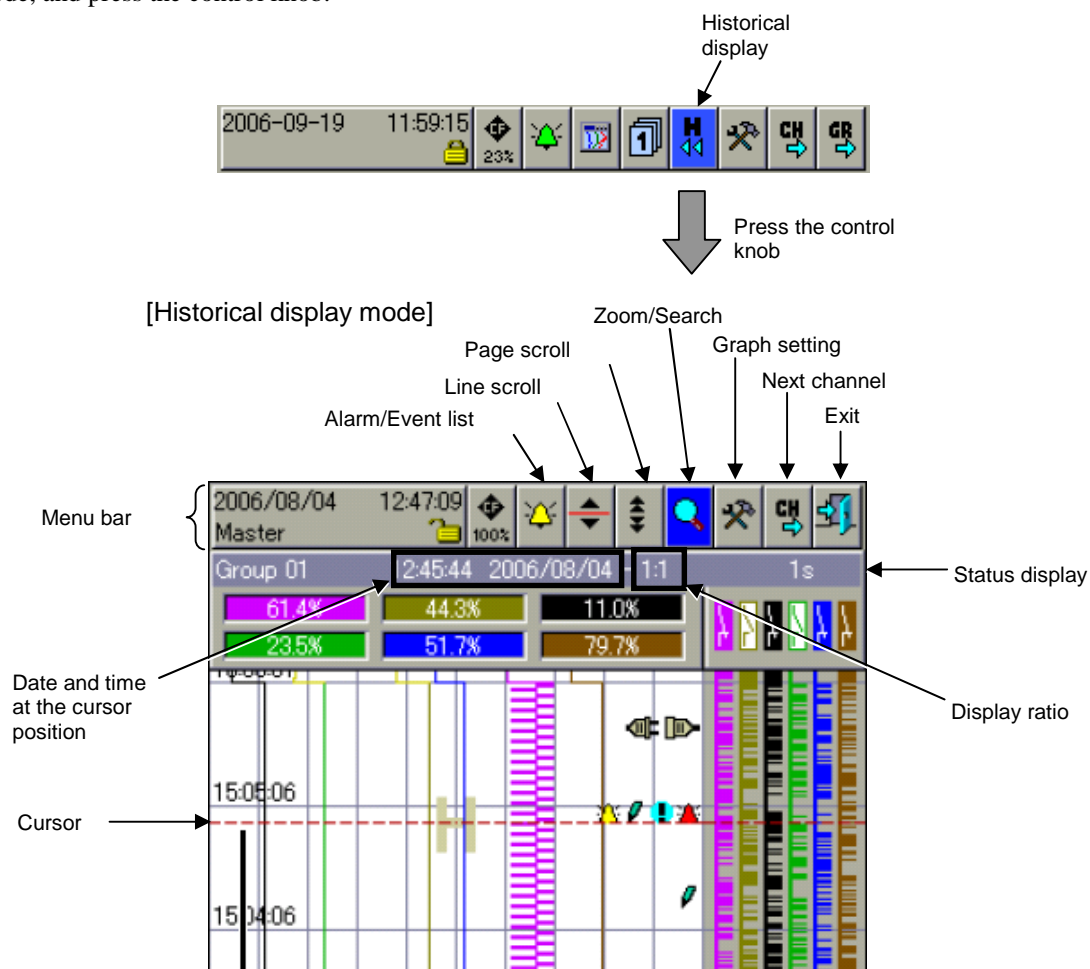 and press the control knob.
Historical
display
2006-09-19 11:59:15
CF
23%
1
H
CH
GR
Press the control
knob
[Historical display mode]
Zoom/Search
Page scroll
Graph setting
Line scroll
Next channel
Alarm/Event list
Exit
Menu bar
2006/08/04 12:47:09
Master
CF
100%
CH
Group 01 2:45:44 2006/08/04 - 1:1 1s
Status display
61.4% 44.3% 11.0%
23.5% 51.7% 79.7%
Date and time
at the cursor
position
Display ratio
15:05:06
Cursor
15:04:06
H